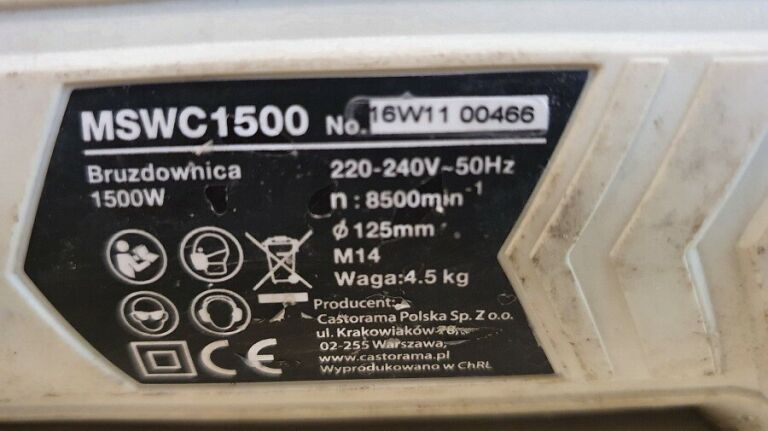 MSWC1500 No. 16W11 00466
Bruzdownica
1500W
220-240V~50Hz
n : 8500min-1
ϕ 125mm
M14
Waga:4.5 kg
Producent:
Castorama Polska Sp. Z o.o.
ul. Krakowiaków 78,
02-255 Warszawa,
www.castorama.pl
Wyprodukowano w ChRL
CE